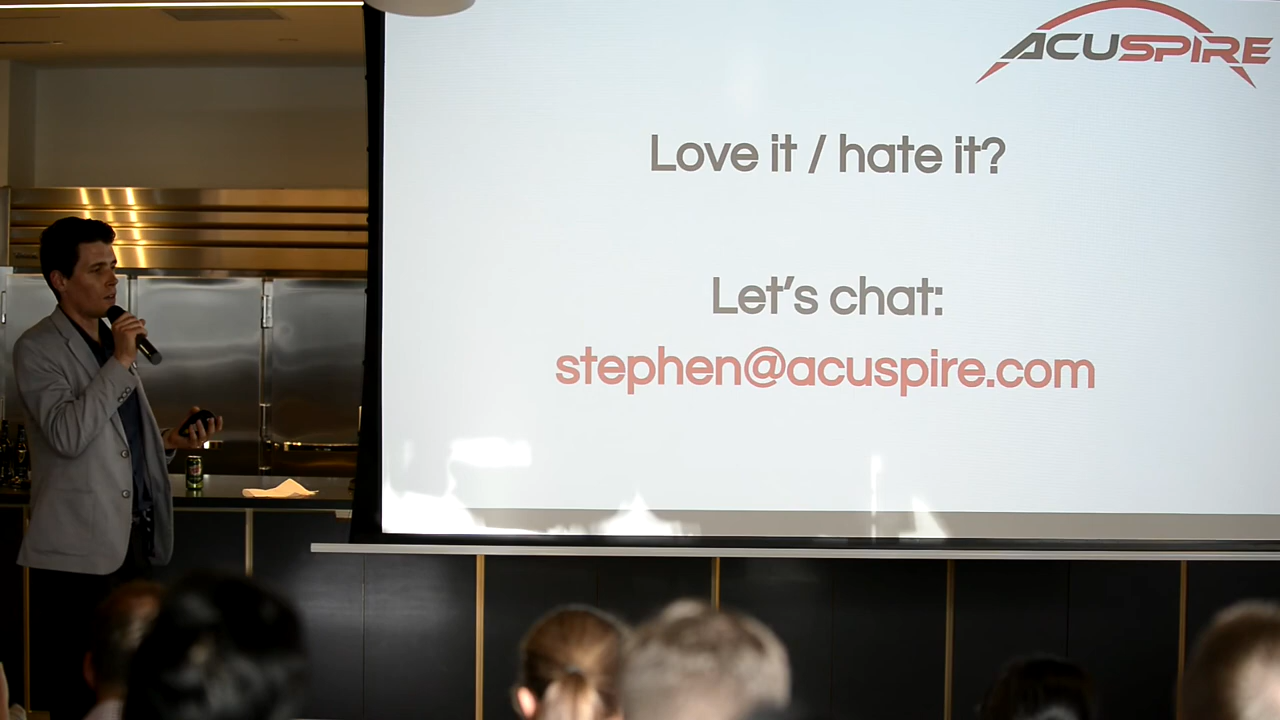 ACUSPIRE
Love it / hate it?
Let's chat:
stephen@acuspire.com